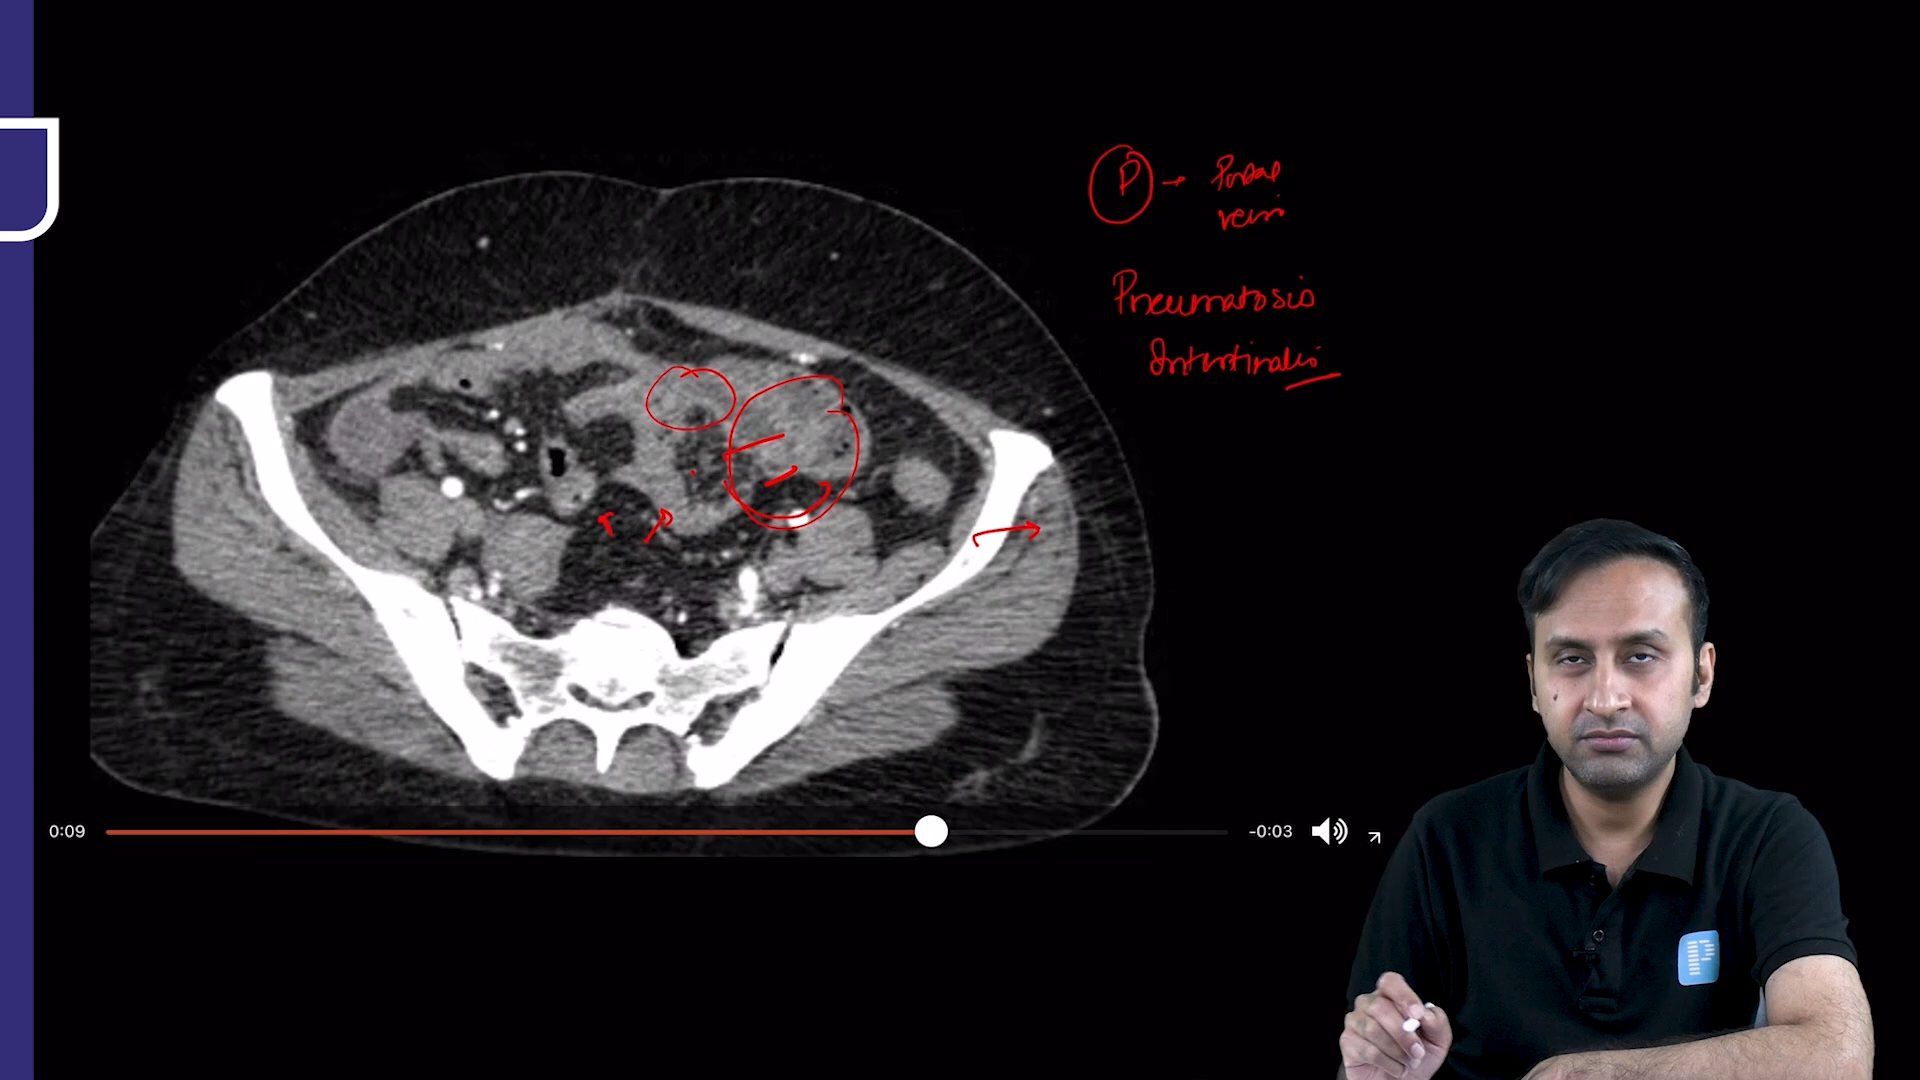 P → Portal
vein
Pneumatosis
Intestinalis
0:09
-0:03
P